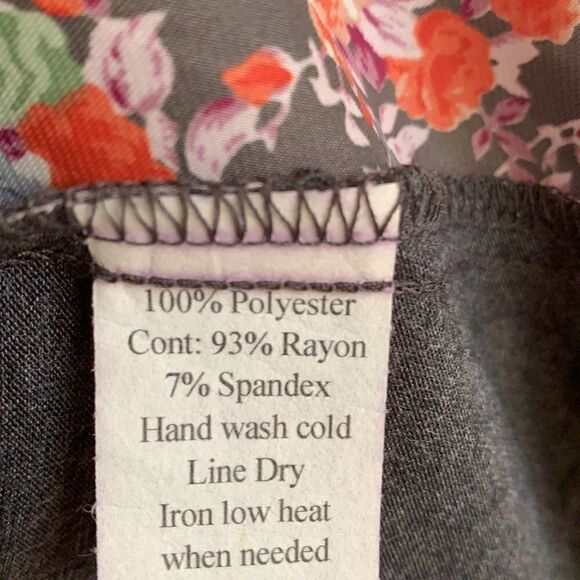 100% Polyester
Cont: 93% Rayon
7% Spandex
Hand wash cold
Line Dry
Iron low heat
when needed